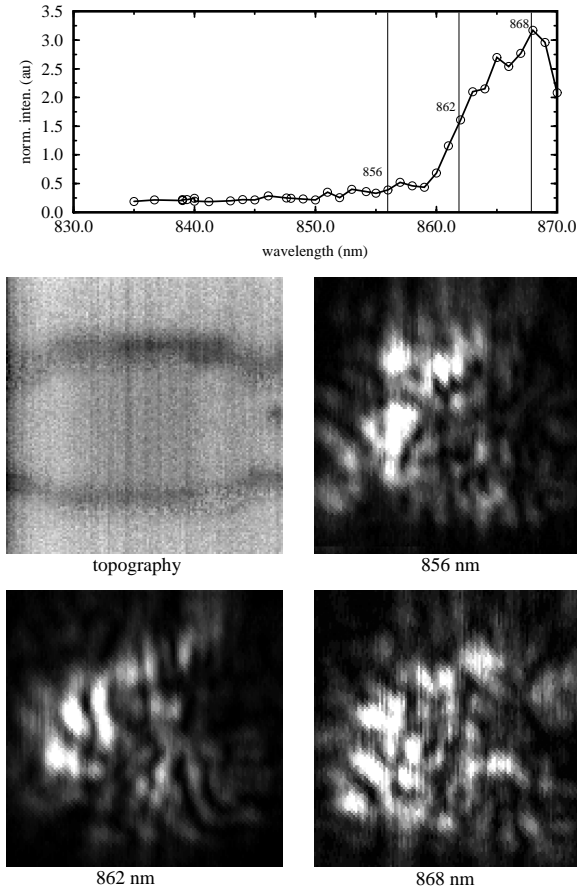 3.5
3.0
2.5
2.0
1.5
1.0
0.5
0.0
norm. inten. (au)
868
862
856
830.0 840.0 850.0 860.0 870.0
wavelength (nm)
topography 856 nm
862 nm 868 nm